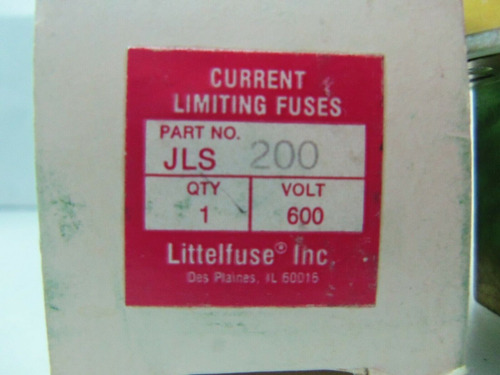 CURRENT
LIMITING FUSES
PART NO.
JLS 200
QTY VOLT
1 600
Littelfuse® Inc.
Des Plaines, IL 60016